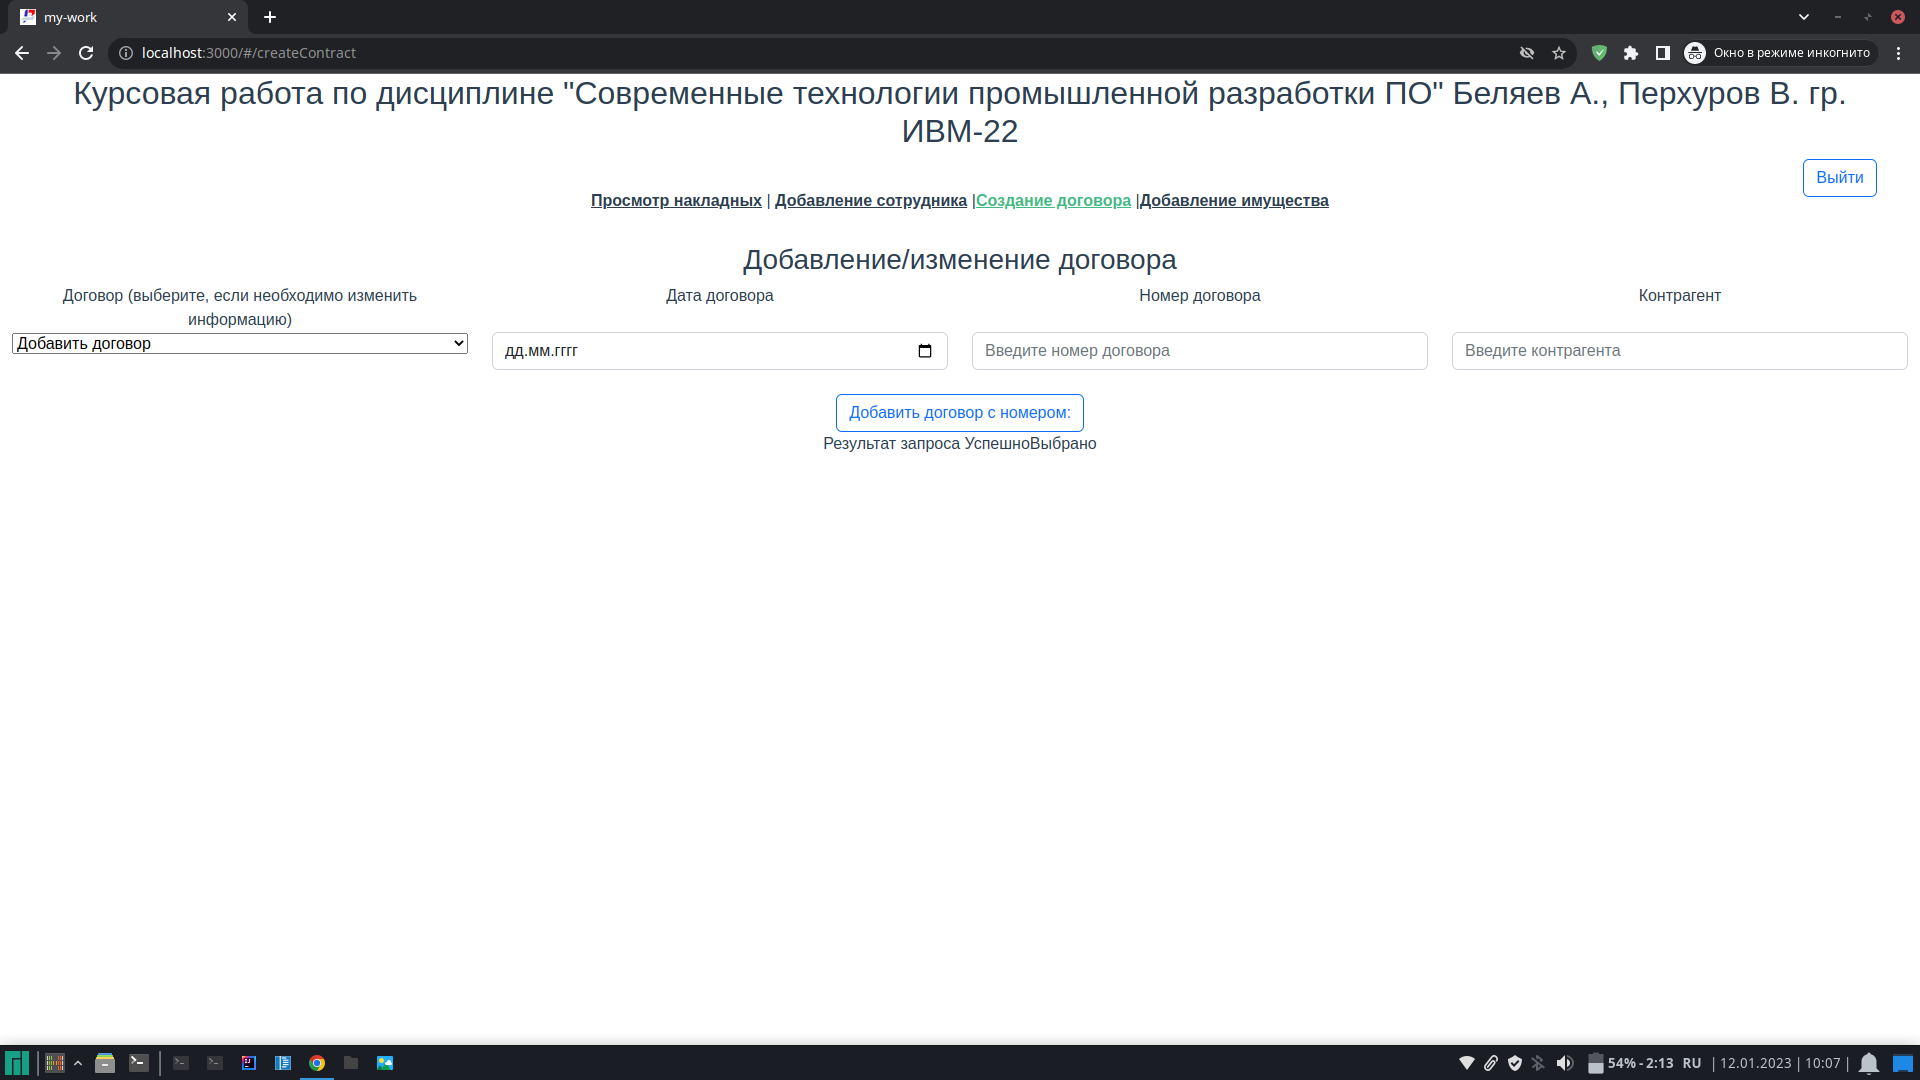 my-work
localhost:3000/#/createContract
Окно в режиме инкогнито
Курсовая работа по дисциплине "Современные технологии промышленной разработки ПО" Беляев А., Перхуров В. гр.
ИВМ-22
Выйти
Просмотр накладных | Добавление сотрудника |Создание договора |Добавление имущества
Добавление/изменение договора
Договор (выберите, если необходимо изменить
информацию)
Дата договора
Номер договора
Контрагент
Добавить договор
дд.мм.гггг
Введите номер договора
Введите контрагента
Добавить договор с номером:
Результат запроса УспешноВыбрано
54% - 2:13 RU | 12.01.2023 | 10:07 |